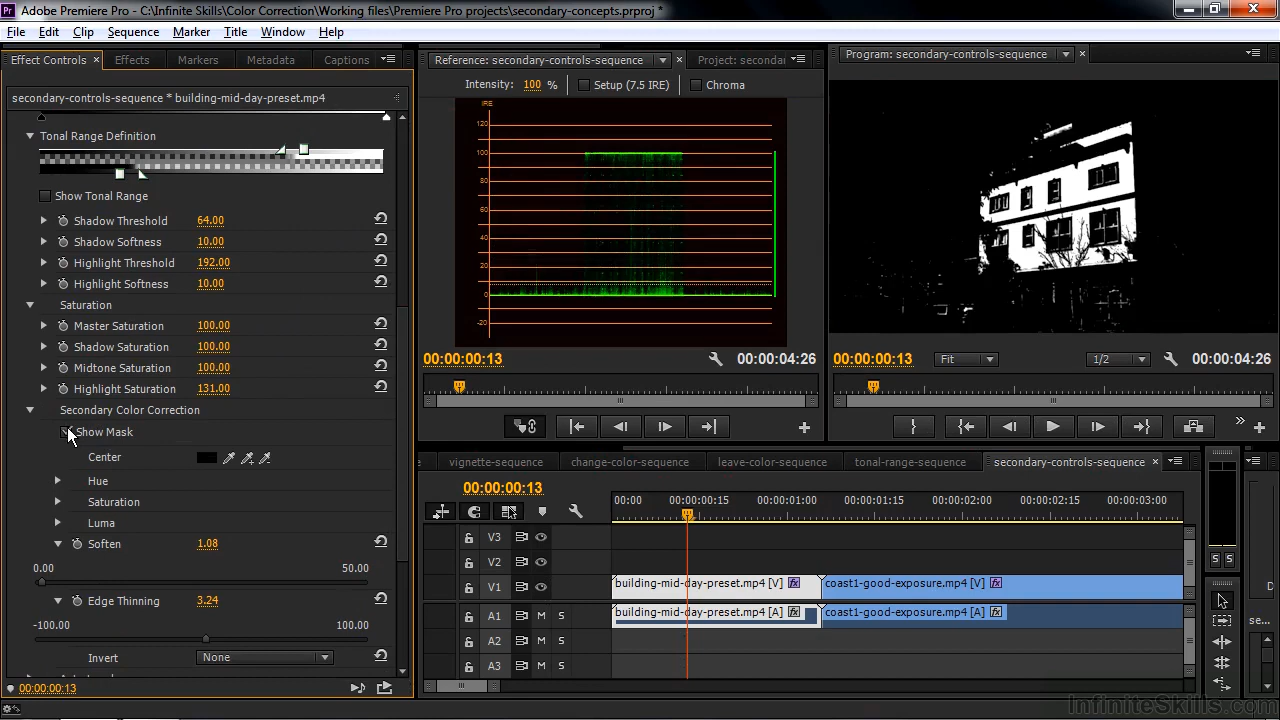 Adobe Premiere Pro - C:\Infinite Skills\Color Correction\Working files\Premiere Pro projects\secondary-concepts.prproj *
File Edit Clip Sequence Marker Title Window Help
Effect Controls Effects Markers Metadata Captions
secondary-controls-sequence * building-mid-day-preset.mp4
Tonal Range Definition
Show Tonal Range
Shadow Threshold 64.00
Shadow Softness 10.00
Highlight Threshold 192.00
Highlight Softness 10.00
Saturation
Master Saturation 100.00
Shadow Saturation 100.00
Midtone Saturation 100.00
Highlight Saturation 131.00
Secondary Color Correction
Show Mask
Center
Hue
Saturation
Luma
Soften 1.08
0.00 50.00
Edge Thinning 3.24
-100.00 100.00
Invert None
00:00:00:13
Reference: secondary-controls-sequence Project: secondar
Intensity: 100 % Setup (7.5 IRE) Chroma
IRE
120
100
80
60
40
20
0
-20
00:00:00:13 00:00:04:26
Program: secondary-controls-sequence
00:00:00:13 Fit 1/2 00:00:04:26
vignette-sequence change-color-sequence leave-color-sequence tonal-range-sequence secondary-controls-sequence
00:00:00:13
00:00 00:00:00:15 00:00:01:00 00:00:01:15 00:00:02:00 00:00:02:15 00:00:03:00
V3
V2
V1 building-mid-day-preset.mp4 [V] fx coast1-good-exposure.mp4 [V] fx
A1 M S building-mid-day-preset.mp4 [A] fx coast1-good-exposure.mp4 [A] fx
A2 M S
A3 M S
S S
D
se...
InfiniteSkills.com